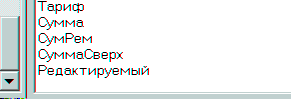 Тариф
Сумма
СумРем
СуммаСверх
Редактируемый